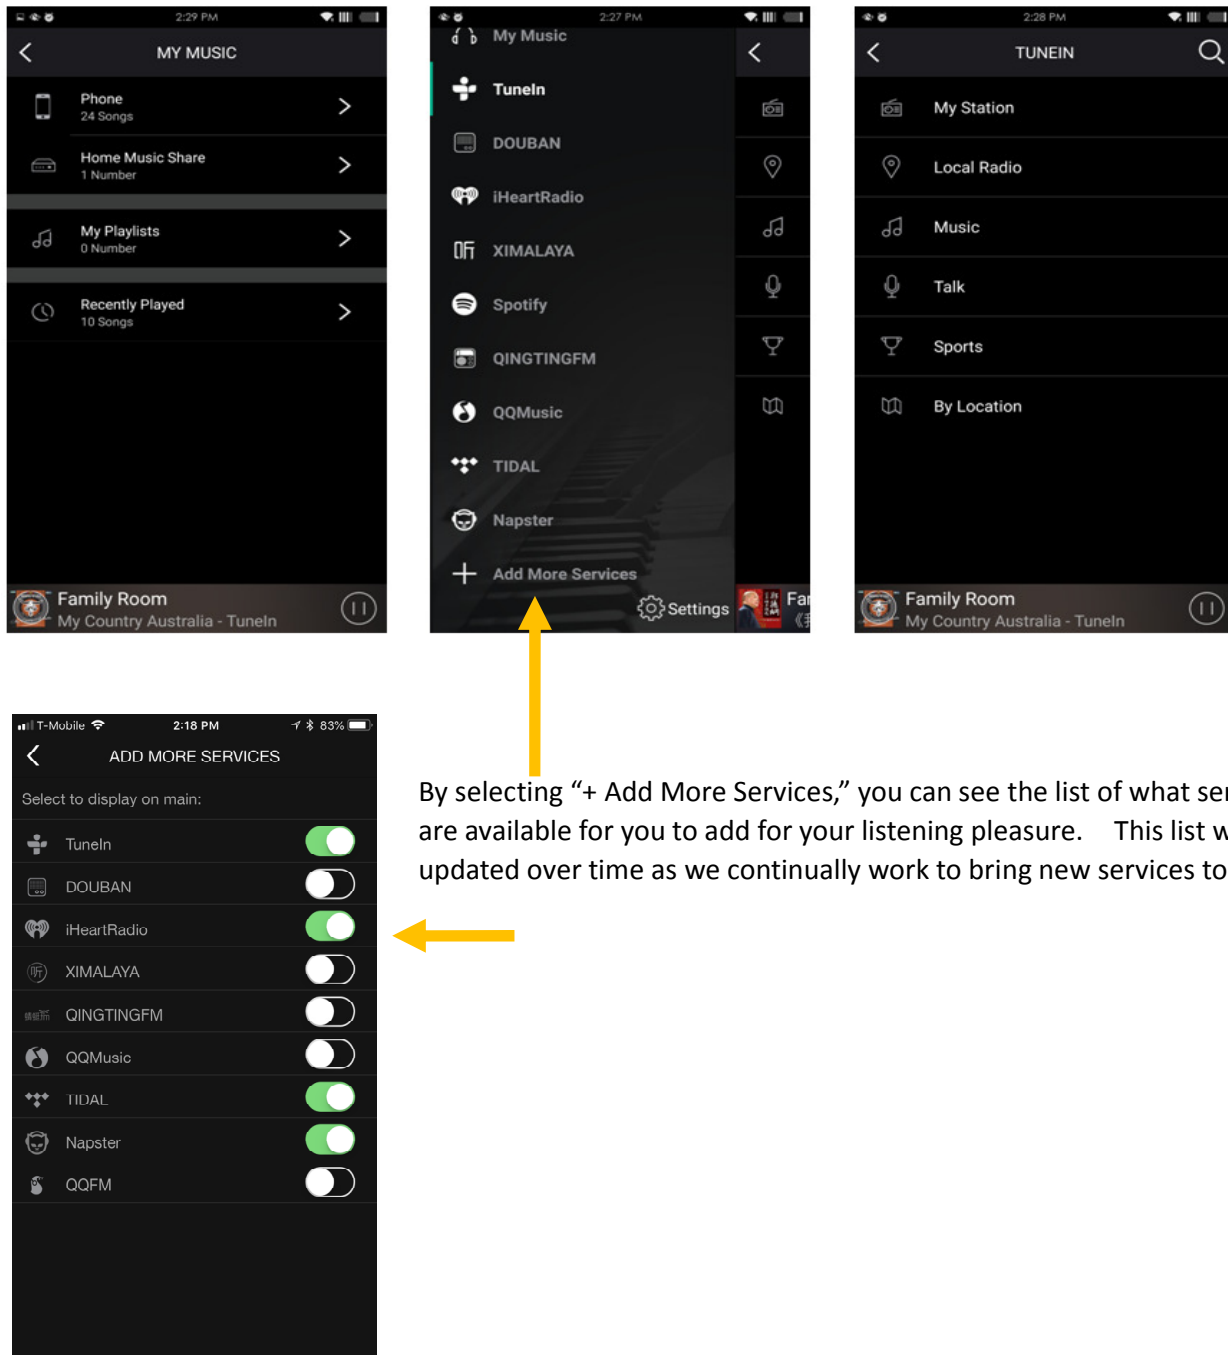 2:29 PM
MY MUSIC
Phone
24 Songs
Home Music Share
1 Number
My Playlists
0 Number
Recently Played
10 Songs
Family Room
My Country Australia - TuneIn
2:27 PM
My Music
TuneIn
DOUBAN
iHeartRadio
听 XIMALAYA
Spotify
QINGTINGFM
QQMusic
TIDAL
Napster
Add More Services
Settings
2:28 PM
TUNEIN
My Station
Local Radio
Music
Talk
Sports
By Location
Family Room
My Country Australia - TuneIn
T-Mobile 2:18 PM 83%
ADD MORE SERVICES
Select to display on main:
TuneIn
DOUBAN
iHeartRadio
听 XIMALAYA
QINGTINGFM
QQMusic
TIDAL
Napster
QQFM
By selecting “+ Add More Services,” you can see the list of what
are available for you to add for your listening pleasure. This list
updated over time as we continually work to bring new services to